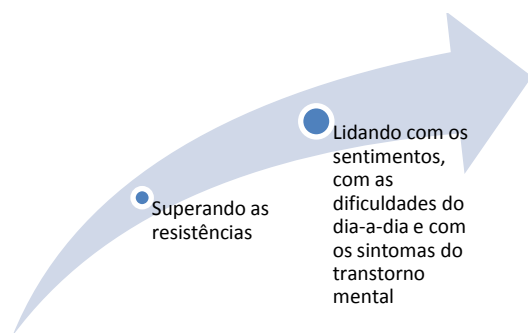 Superando as
resistências
Lidando com os
sentimentos,
com as
dificuldades do
dia-a-dia e com
os sintomas do
transtorno
mental